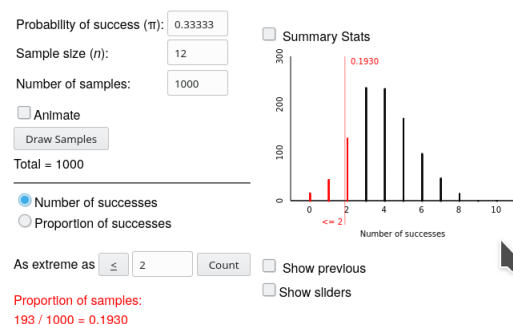 Probability of success (π): 0.33333
Sample size (n): 12
Number of samples: 1000
Animate
Draw Samples
Total = 1000
Number of successes
Proportion of successes
As extreme as ≤ 2 Count
Proportion of samples:
193 / 1000 = 0.1930
Summary Stats
0.1930
300
200
100
0
0 2 4 6 8 10
<= 2
Number of successes
Show previous
Show sliders